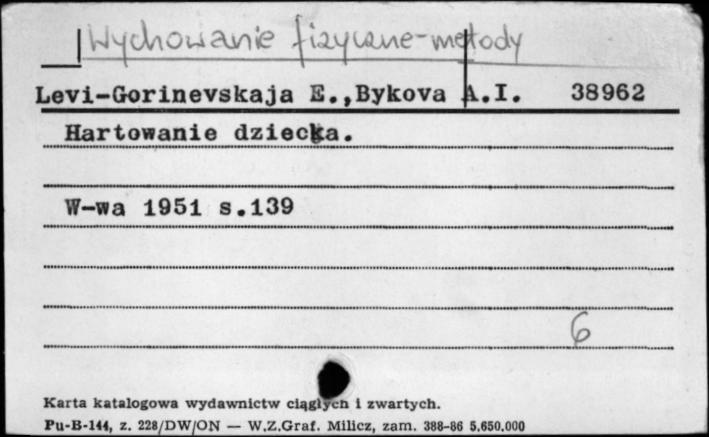 Wychowanie fizyczne-metody
Levi-Gorinevskaja E.,Bykova A.I. 38962
Hartowanie dziecka.
W-wa 1951 s.139
6
Karta katalogowa wydawnictw ciągłych i zwartych.
Pu-B-144, z. 228/DW/ON — W.Z.Graf. Milicz, zam. 388-86 5.650.000